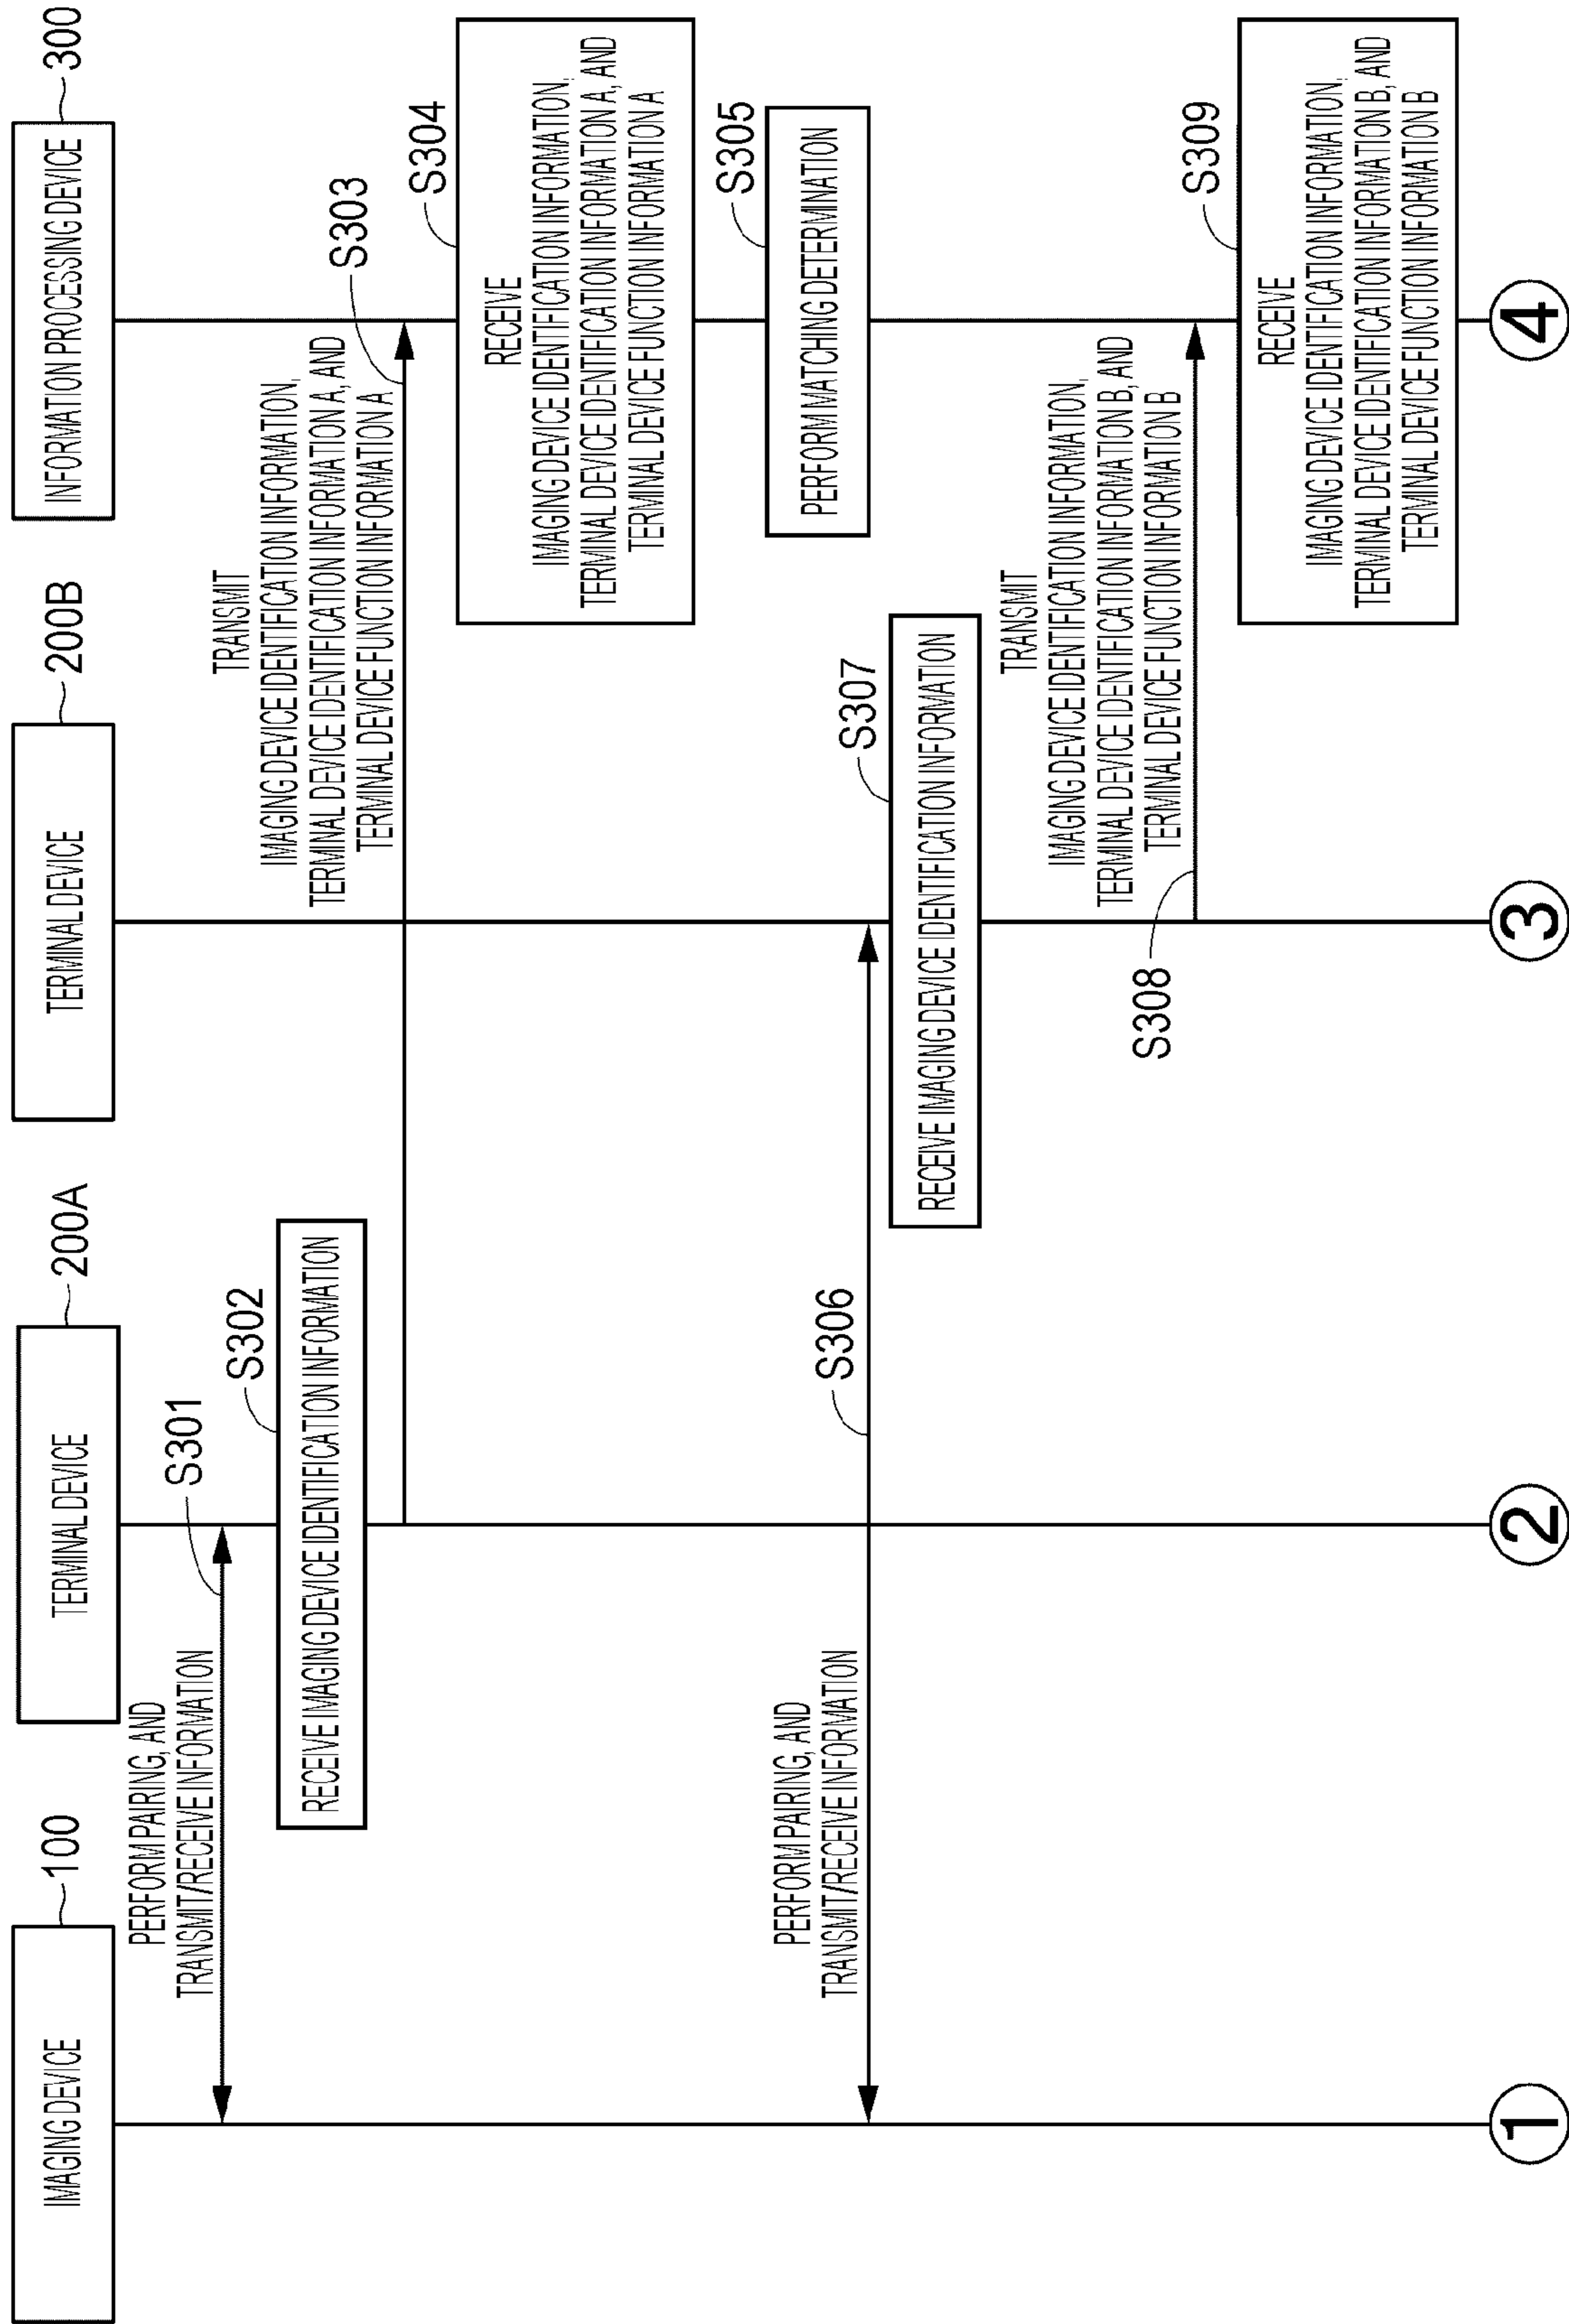 IMAGING DEVICE
100
TERMINAL DEVICE
200A
TERMINAL DEVICE
200B
INFORMATION PROCESSING DEVICE
300
PERFORM PAIRING, AND
TRANSMIT/RECEIVE INFORMATION
S301
S302
RECEIVE IMAGING DEVICE IDENTIFICATION INFORMATION
TRANSMIT
IMAGING DEVICE IDENTIFICATION INFORMATION,
TERMINAL DEVICE IDENTIFICATION INFORMATION A, AND
TERMINAL DEVICE FUNCTION INFORMATION A
S303
S304
RECEIVE
IMAGING DEVICE IDENTIFICATION INFORMATION,
TERMINAL DEVICE IDENTIFICATION INFORMATION A, AND
TERMINAL DEVICE FUNCTION INFORMATION A
S305
PERFORM MATCHING DETERMINATION
PERFORM PAIRING, AND
TRANSMIT/RECEIVE INFORMATION
S306
S307
RECEIVE IMAGING DEVICE IDENTIFICATION INFORMATION
TRANSMIT
IMAGING DEVICE IDENTIFICATION INFORMATION,
TERMINAL DEVICE IDENTIFICATION INFORMATION B, AND
TERMINAL DEVICE FUNCTION INFORMATION B
S308
S309
RECEIVE
IMAGING DEVICE IDENTIFICATION INFORMATION,
TERMINAL DEVICE IDENTIFICATION INFORMATION B, AND
TERMINAL DEVICE FUNCTION INFORMATION B
1
2
3
4